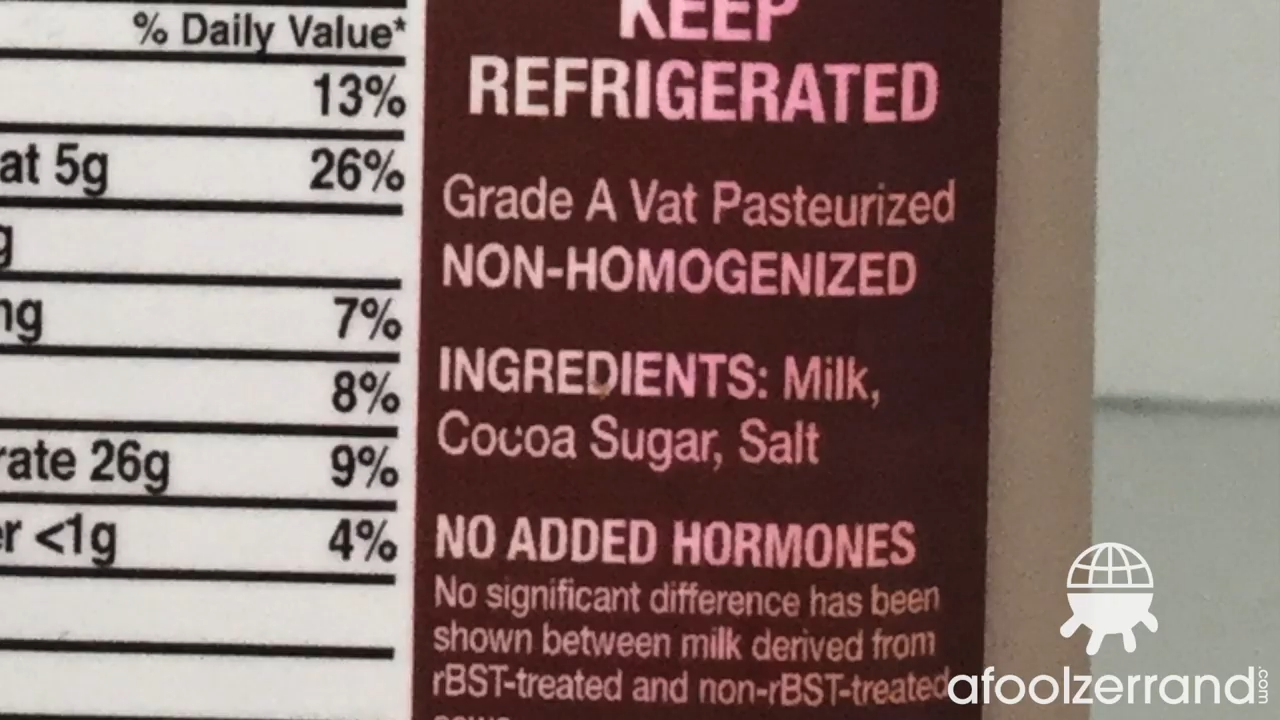 % Daily Value*
13%
at 5g 26%
g
7%
8%
rate 26g 9%
<1g 4%
KEEP
REFRIGERATED
Grade A Vat Pasteurized
NON-HOMOGENIZED
INGREDIENTS: Milk,
Cocoa Sugar, Salt
NO ADDED HORMONES
No significant difference has been
shown between milk derived from
rBST-treated and non-rBST-treated
afoolzerrand.com